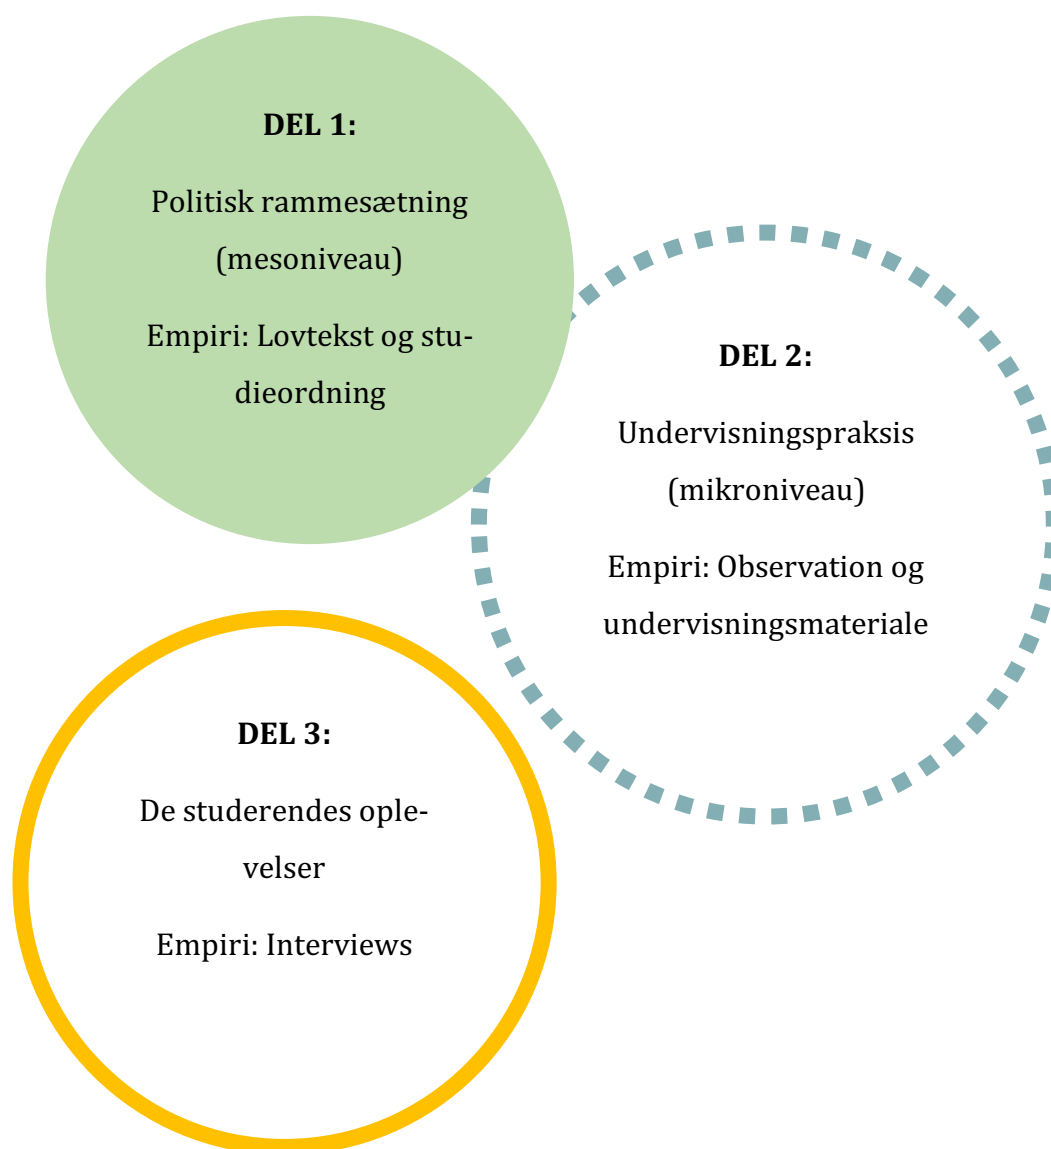 DEL 1:
Politisk rammesætning
(mesoniveau)
Empiri: Lovtekst og stu-
dieordning
DEL 2:
Undervisningspraksis
(mikroniveau)
Empiri: Observation og
undervisningsmateriale
DEL 3:
De studerendes ople-
velser
Empiri: Interviews